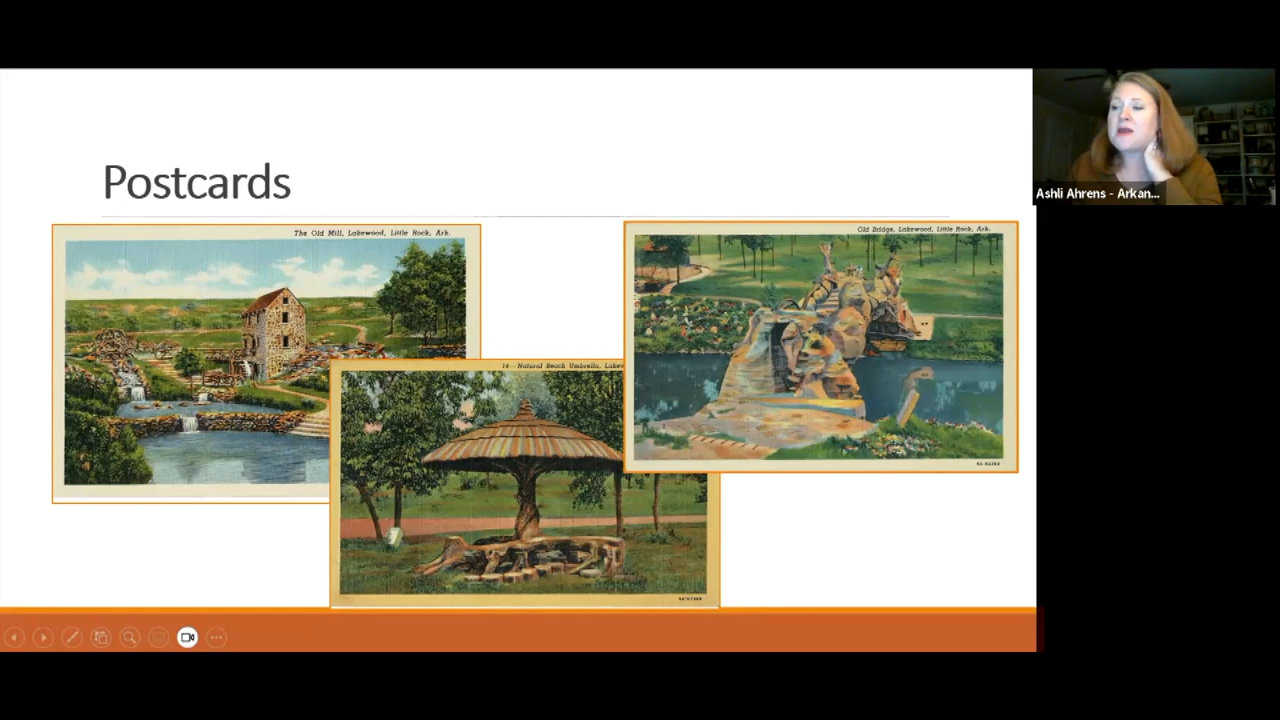 Postcards
The Old Mill, Lakewood, Little Rock, Ark.
Old Bridge, Lakewood, Little Rock, Ark.
14 - Natural Beach Umbrella,
Ashli Ahrens - Arkan...